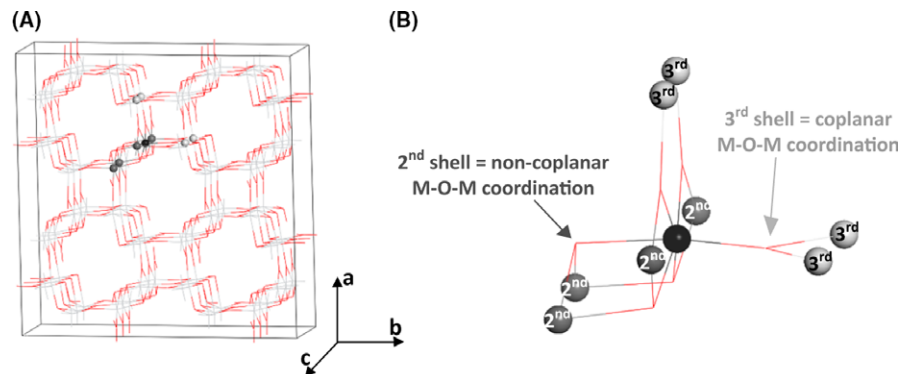 (A)
a
b
c
(B)
3rd
3rd
3rd shell = coplanar
M-O-M coordination
2nd shell = non-coplanar
M-O-M coordination
2nd
3rd
2nd
3rd
2nd
2nd